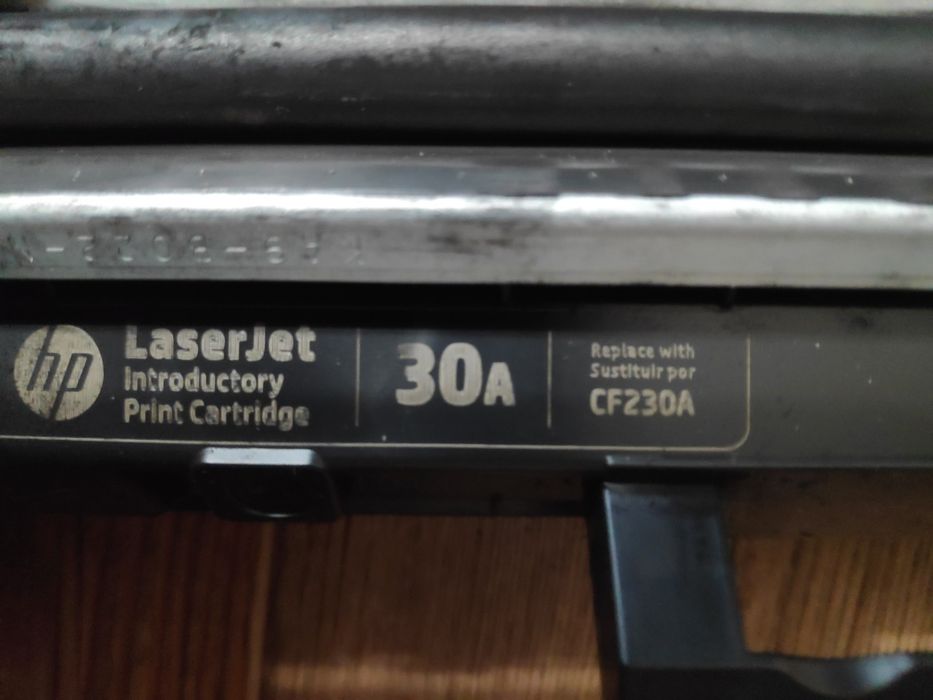 hp
LaserJet
Introductory
Print Cartridge
30A
Replace with
Sustituir por
CF230A